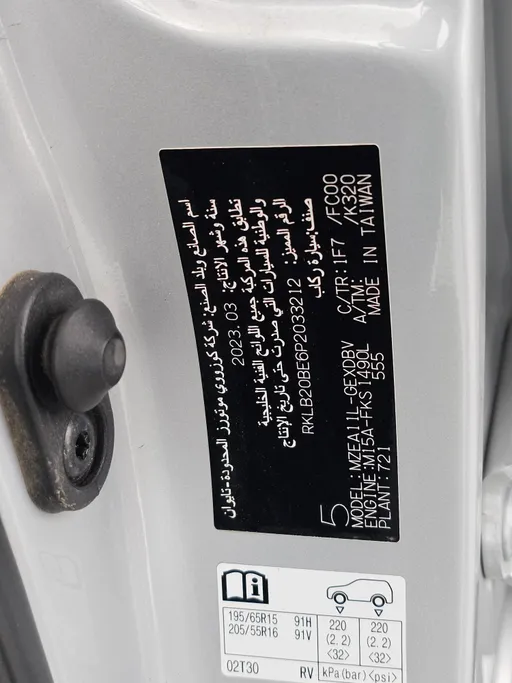 اسم الصانع وبلد الصنع: شركة كوزروي موتورز المحدودة-تايوان
سنة وشهر الإنتاج: 2023.03
تطابق هذه المركبة جميع اللوائح الفنية الخليجية
والوطنية للسيارات التي صدرت حتى تاريخ الإنتاج
الرقم المميز: RKLB20BE6P2033212
صنف: سيارة ركاب
5
MODEL:MZEA11L-GEXDBV C/TR:1F7 /FC00
ENGINE:M15A-FKS 1490L A/TM: /K320
PLANT:721 555 MADE IN TAIWAN
195/65R15 91H 220 220
205/55R16 91V (2.2) (2.2)
<32> <32>
02T30 RV kPa(bar)<psi>